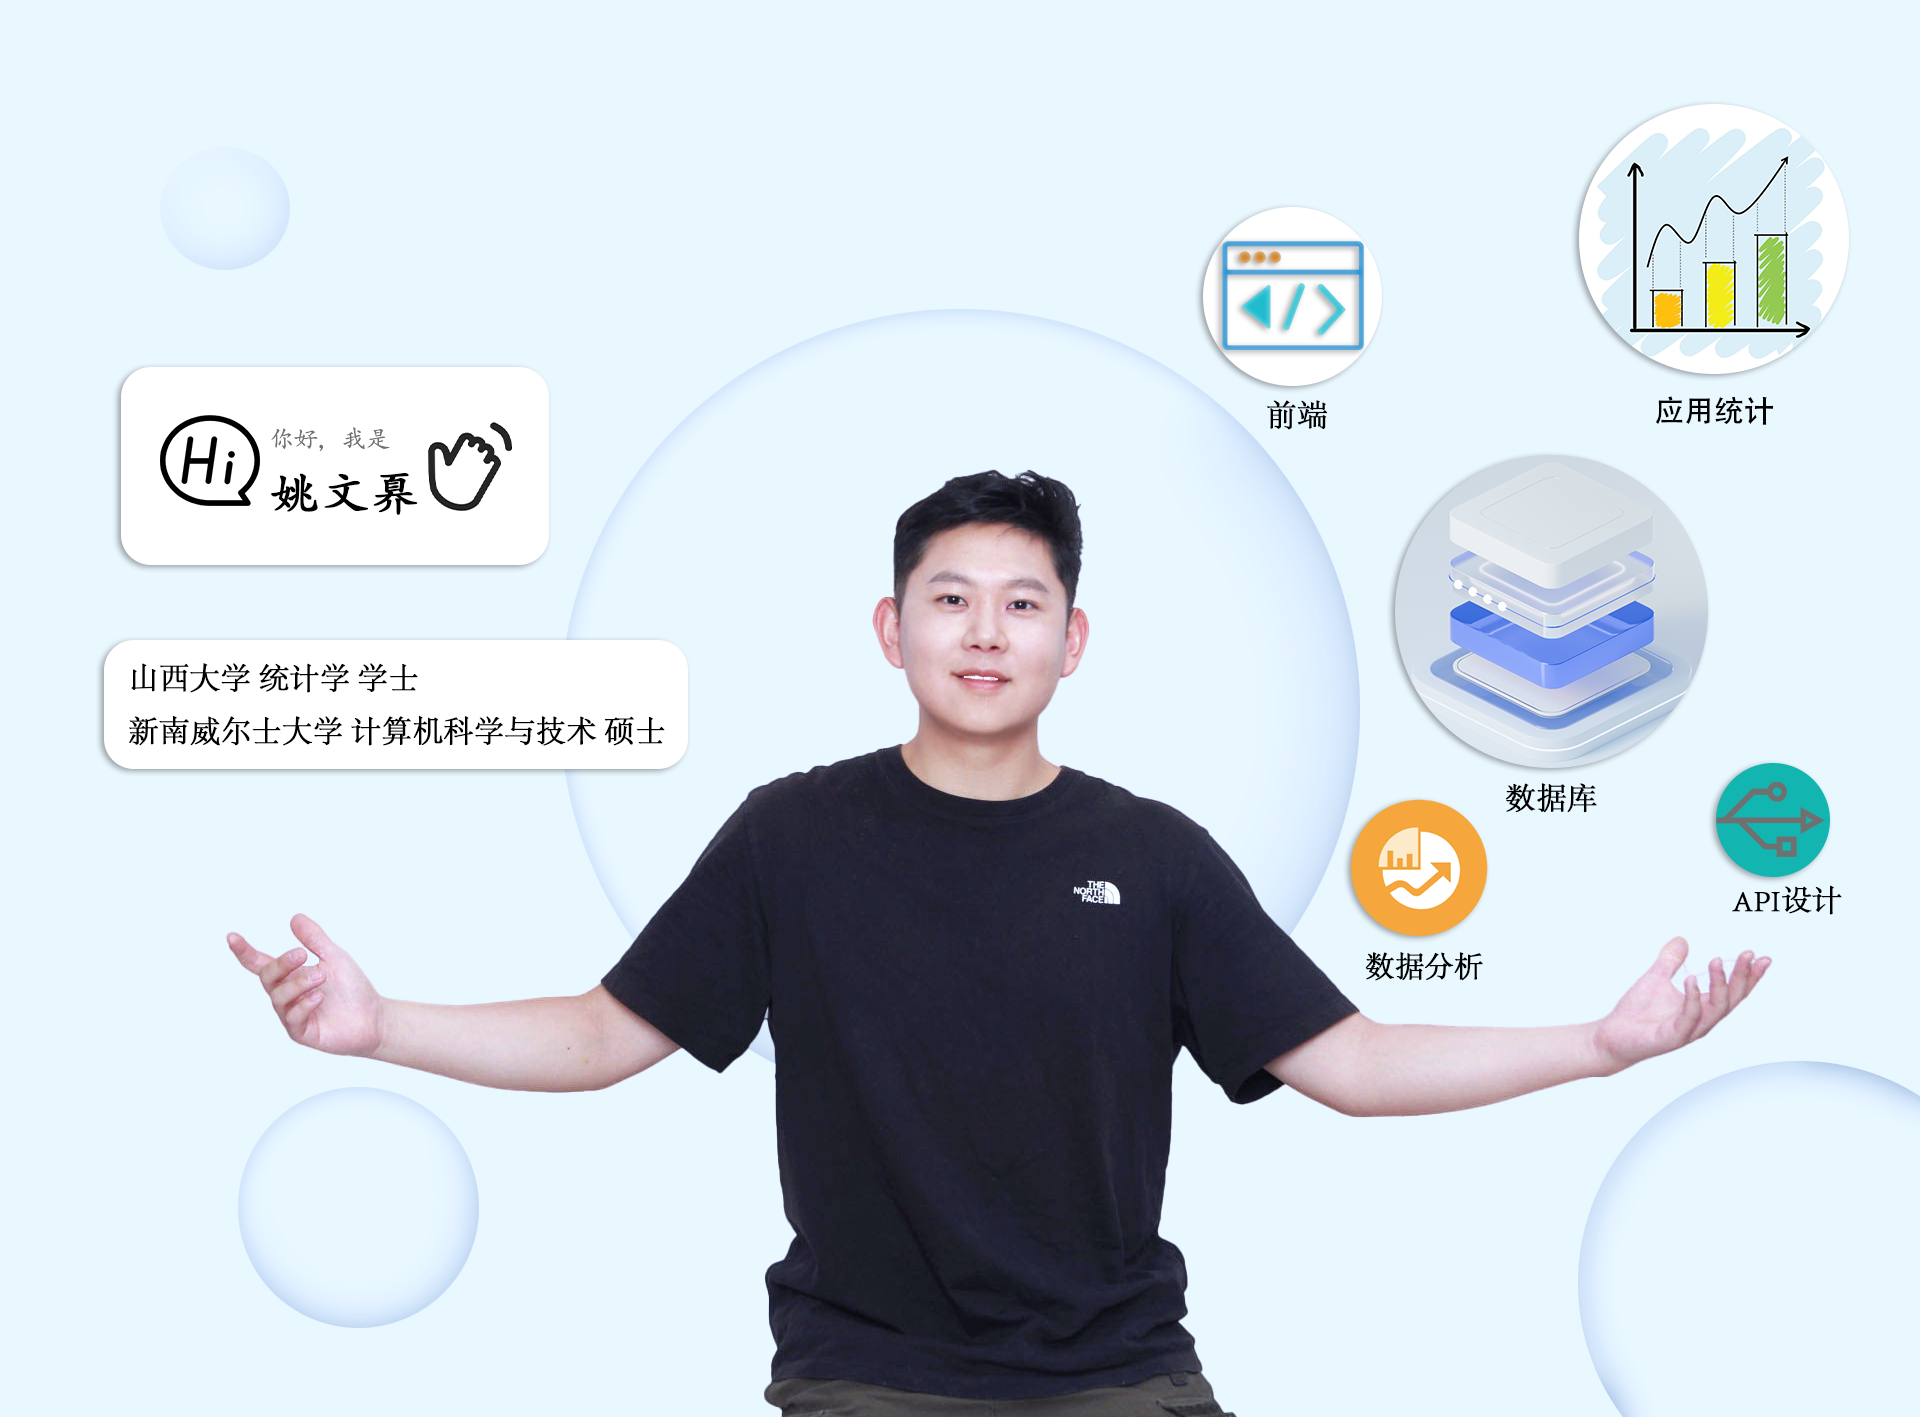 Hi
你好，我是
姚文奡
山西大学 统计学 学士
新南威尔士大学 计算机科学与技术 硕士
前端
应用统计
数据库
API设计
数据分析
THE
NORTH
FACE